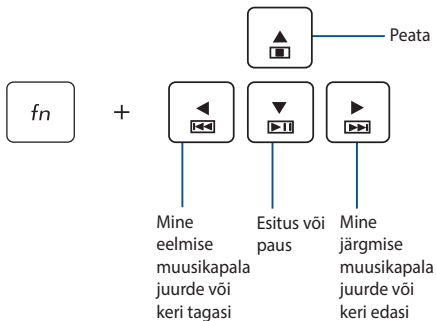 Peata
fn
+
Mine
eelmise
muusikapala
juurde või
keri tagasi
Esitus või
paus
Mine
järgmise
muusikapala
juurde või
keri edasi